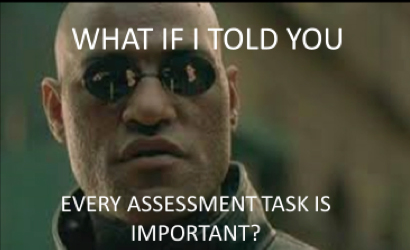 WHAT IF I TOLD YOU
EVERY ASSESSMENT TASK IS
IMPORTANT?